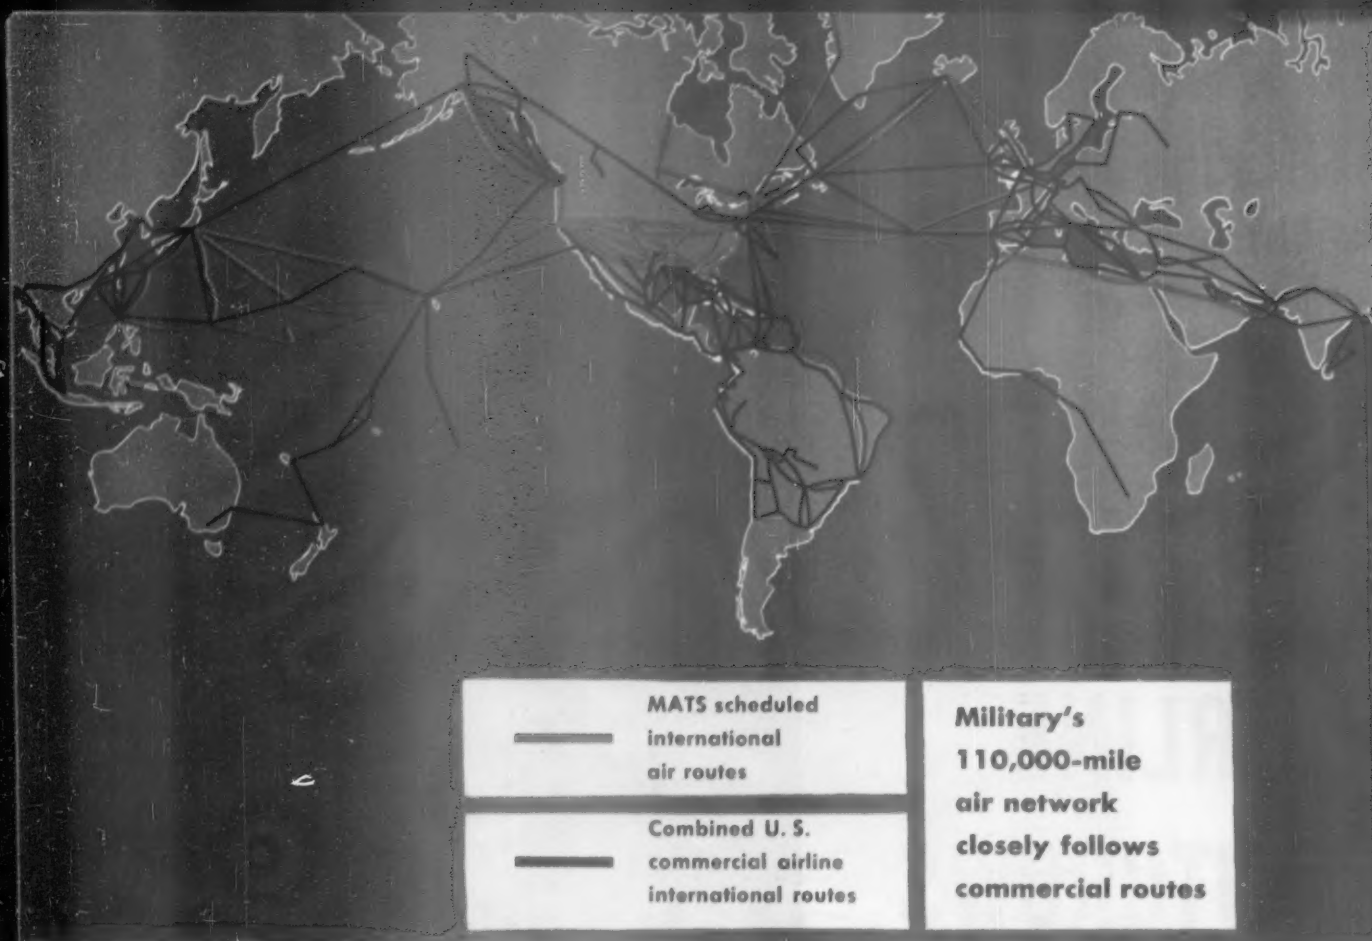 MATS scheduled
international
air routes
Combined U. S.
commercial airline
international routes
Military's
110,000-mile
air network
closely follows
commercial routes